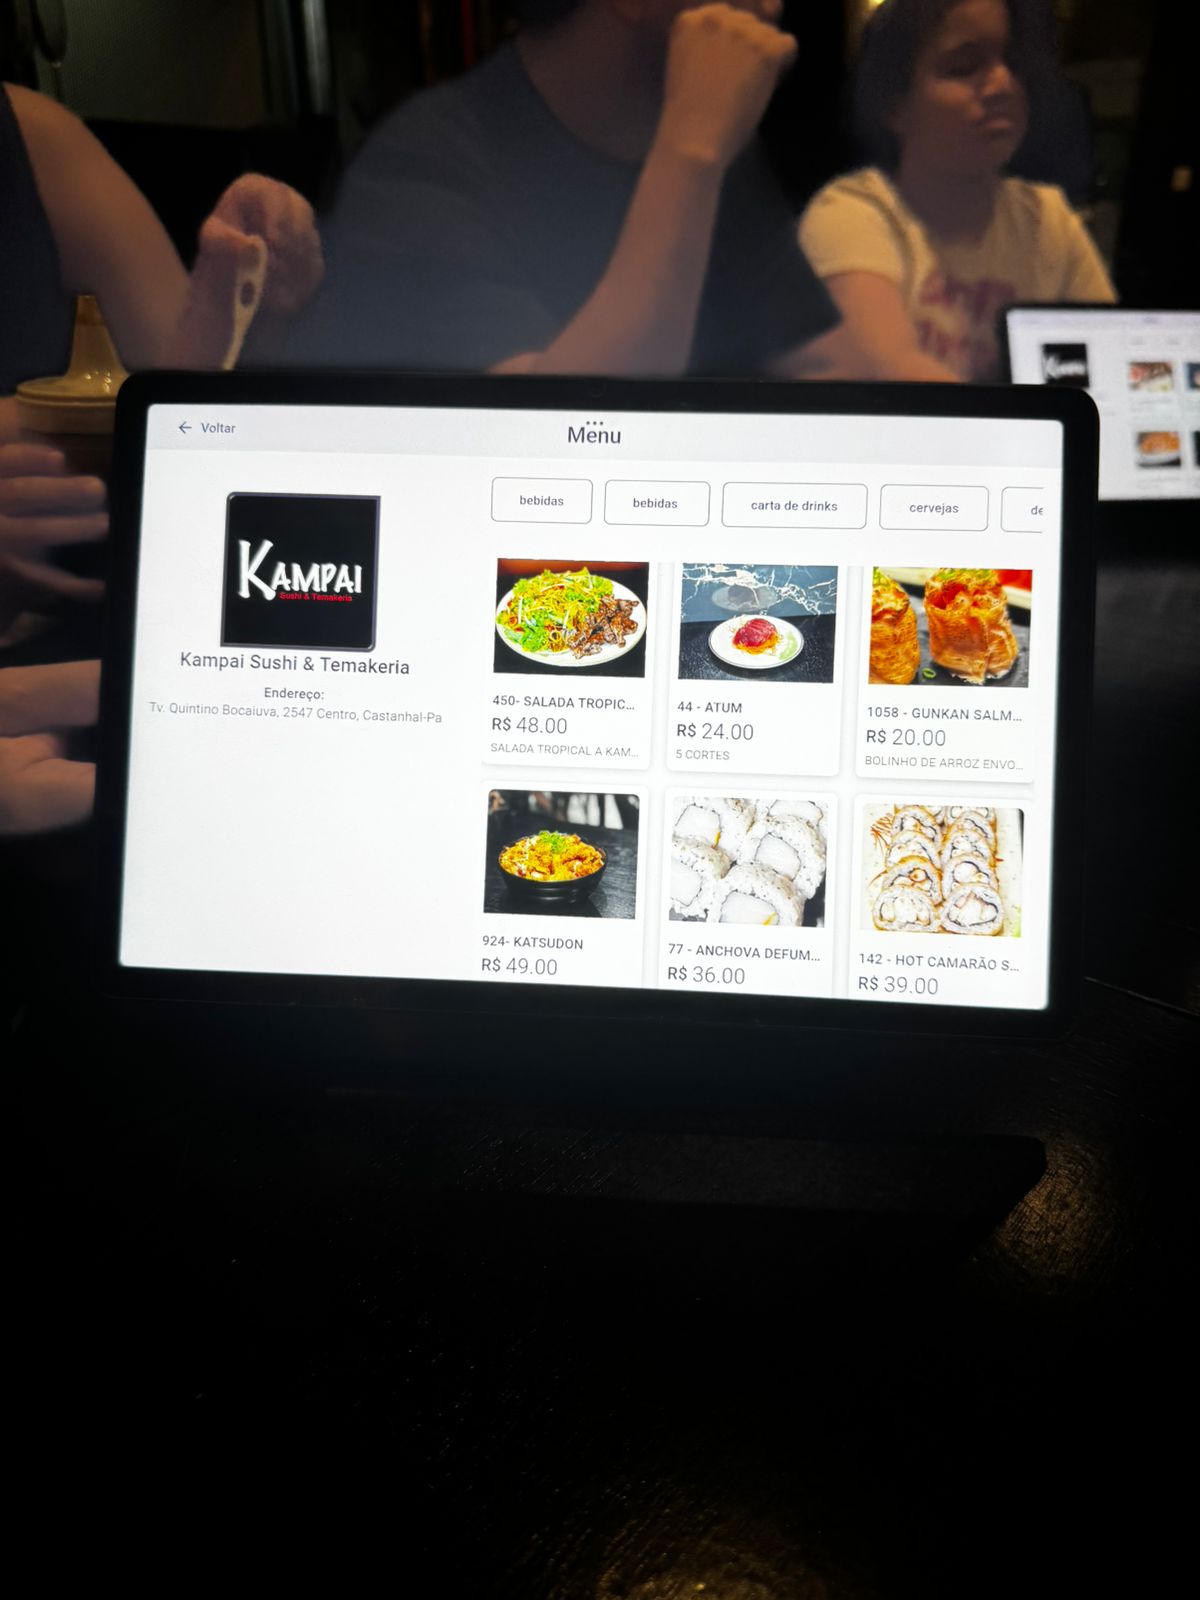 Voltar
Menu
KAMPAI
Sushi & Temakeria
Kampai Sushi & Temakeria
Endereço:
Tv. Quintino Bocaiuva, 2547 Centro, Castanhal-Pa
bebidas
bebidas
carta de drinks
cervejas
de
450- SALADA TROPIC...
R$ 48.00
SALADA TROPICAL A KAM...
44 - ATUM
R$ 24.00
5 CORTES
1058 - GUNKAN SALM...
R$ 20.00
BOLINHO DE ARROZ ENVO...
924- KATSUDON
R$ 49.00
77 - ANCHOVA DEFUM...
R$ 36.00
142 - HOT CAMARÃO S...
R$ 39.00